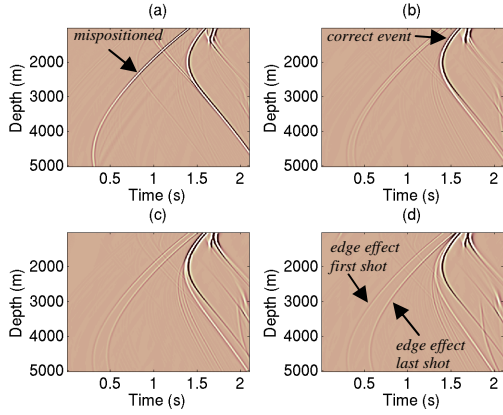 (a)
mispositioned
2000
3000
4000
5000
Depth (m)
0.5 1 1.5 2
Time (s)
(b)
correct event
2000
3000
4000
5000
Depth (m)
0.5 1 1.5 2
Time (s)
(c)
2000
3000
4000
5000
Depth (m)
0.5 1 1.5 2
Time (s)
(d)
edge effect
first shot
edge effect
last shot
2000
3000
4000
5000
Depth (m)
0.5 1 1.5 2
Time (s)